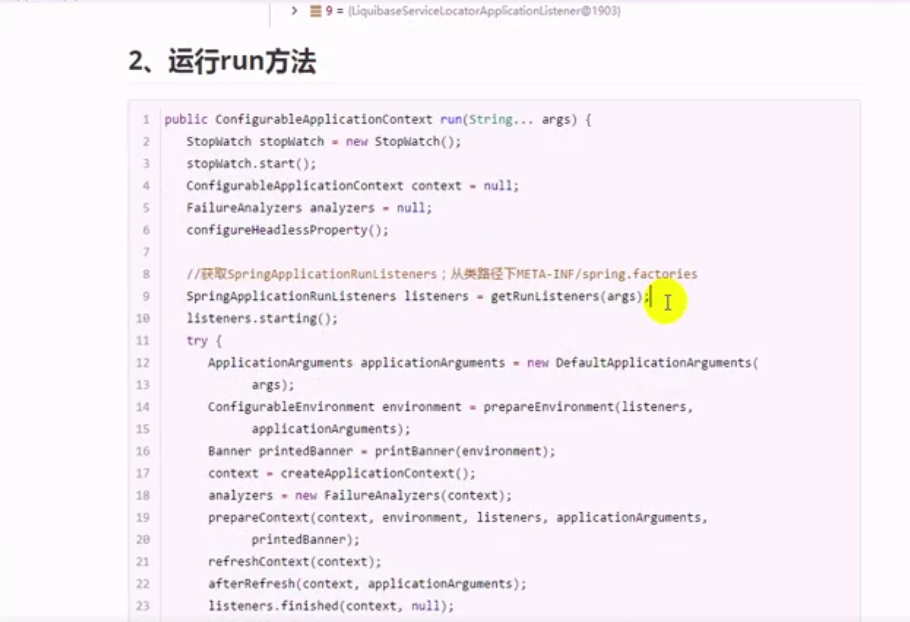 9 = (LiquibaseServiceLocatorApplicationListener@1903)
2、运行run方法
1 public ConfigurableApplicationContext run(String... args) {
2 StopWatch stopWatch = new StopWatch();
3 stopWatch.start();
4 ConfigurableApplicationContext context = null;
5 FailureAnalyzers analyzers = null;
6 configureHeadlessProperty();
7
8 //获取SpringApplicationRunListeners；从类路径下META-INF/spring.factories
9 SpringApplicationRunListeners listeners = getRunListeners(args);
10 listeners.starting();
11 try {
12 ApplicationArguments applicationArguments = new DefaultApplicationArguments(
13 args);
14 ConfigurableEnvironment environment = prepareEnvironment(listeners,
15 applicationArguments);
16 Banner printedBanner = printBanner(environment);
17 context = createApplicationContext();
18 analyzers = new FailureAnalyzers(context);
19 prepareContext(context, environment, listeners, applicationArguments,
20 printedBanner);
21 refreshContext(context);
22 afterRefresh(context, applicationArguments);
23 listeners.finished(context, null);